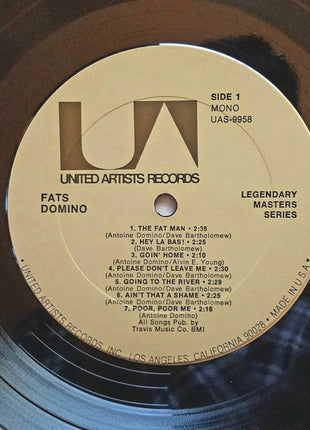 UA
SIDE 1
MONO
UAS-9958
UNITED ARTISTS RECORDS
FATS
DOMINO
LEGENDARY
MASTERS
SERIES
1. THE FAT MAN • 2:35
(Antoine Domino/Dave Bartholomew)
2. HEY LA BAS! • 2:25
(Antoine Domino/Dave Bartholomew)
3. GOIN' HOME • 2:10
(Antoine Domino/Alvin E. Young)
4. PLEASE DON'T LEAVE ME • 2:30
(Antoine Domino)
5. GOING TO THE RIVER • 2:29
(Antoine Domino/Dave Bartholomew)
6. AIN'T THAT A SHAME • 2:25
(Antoine Domino/Dave Bartholomew)
7. POOR, POOR ME • 2:16
(Antoine Domino)
All Songs Pub. by
Travis Music Co. BMI
• UNITED ARTISTS RECORDS, INC. LOS ANGELES, CALIFORNIA 90028 • MADE IN U.S.A. •